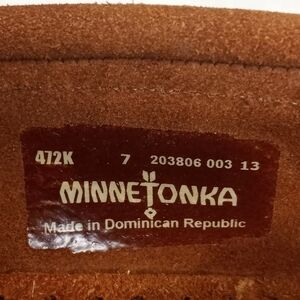 472K 7 203806 003 13
MINNETONKA
Made in Dominican Republic